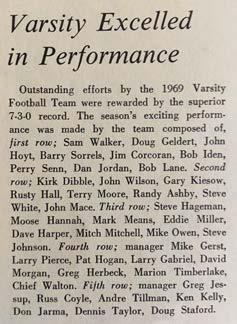 Varsity Excelled
in Performance
Outstanding efforts by the 1969 Varsity
Football Team were rewarded by the superior
7-3-0 record. The season's exciting perform-
ance was made by the team composed of,
first row; Sam Walker, Doug Geldert, John
Hoyt, Barry Sorrels, Jim Corcoran, Bob Iden,
Perry Senn, Dan Jordan, Bob Lane. Second
row; Kirk Dibble, John Wilson, Gary Kiesow,
Rusty Hall, Terry Moore, Randy Ashby, Steve
White, John Mace. Third row; Steve Hageman,
Moose Hannah, Mark Means, Eddie Miller,
Dave Harper, Mitch Mitchell, Mike Owen, Steve
Johnson. Fourth row; manager Mike Gerst,
Larry Pierce, Pat Hogan, Larry Gabriel, David
Morgan, Greg Herbeck, Marion Timberlake,
Chief Walton. Fifth row; manager Greg Jes-
sup, Russ Coyle, Andre Tillman, Ken Kelly,
Don Jarma, Dennis Taylor, Doug Staford.